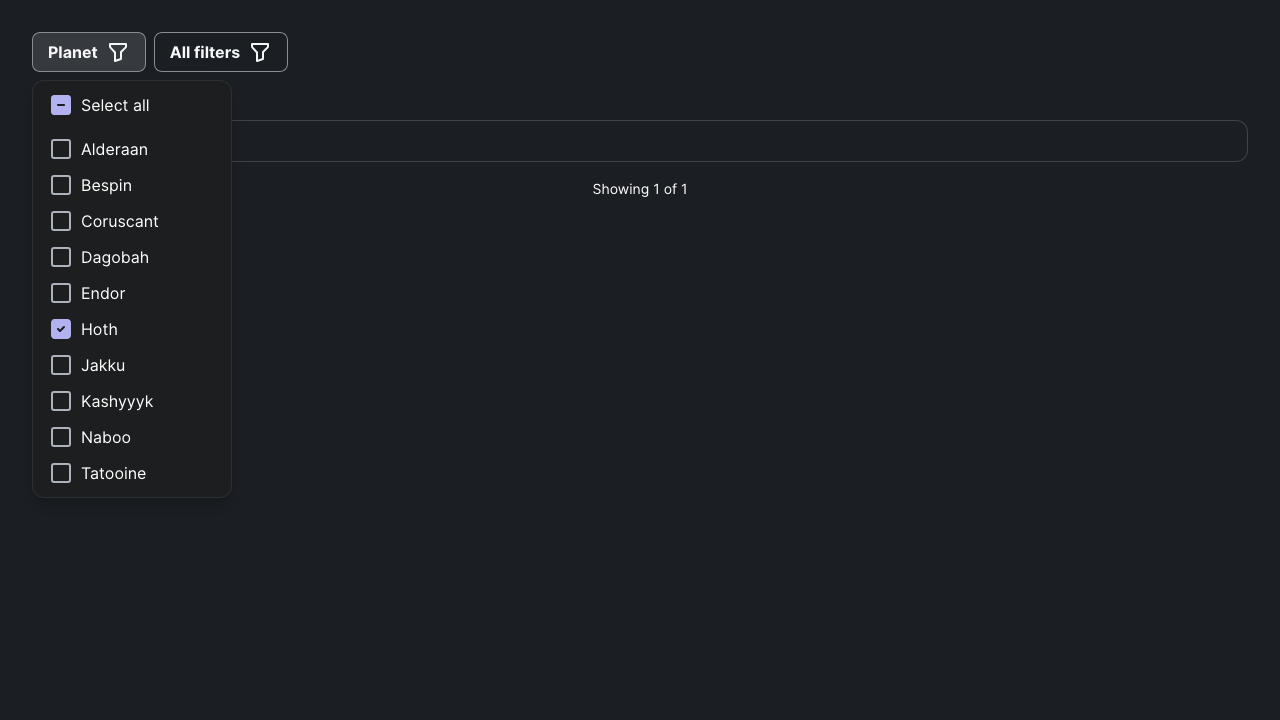 Planet
All filters
Select all
Alderaan
Bespin
Showing 1 of 1
Coruscant
Dagobah
Endor
Hoth
Jakku
Kashyyyk
Naboo
Tatooine